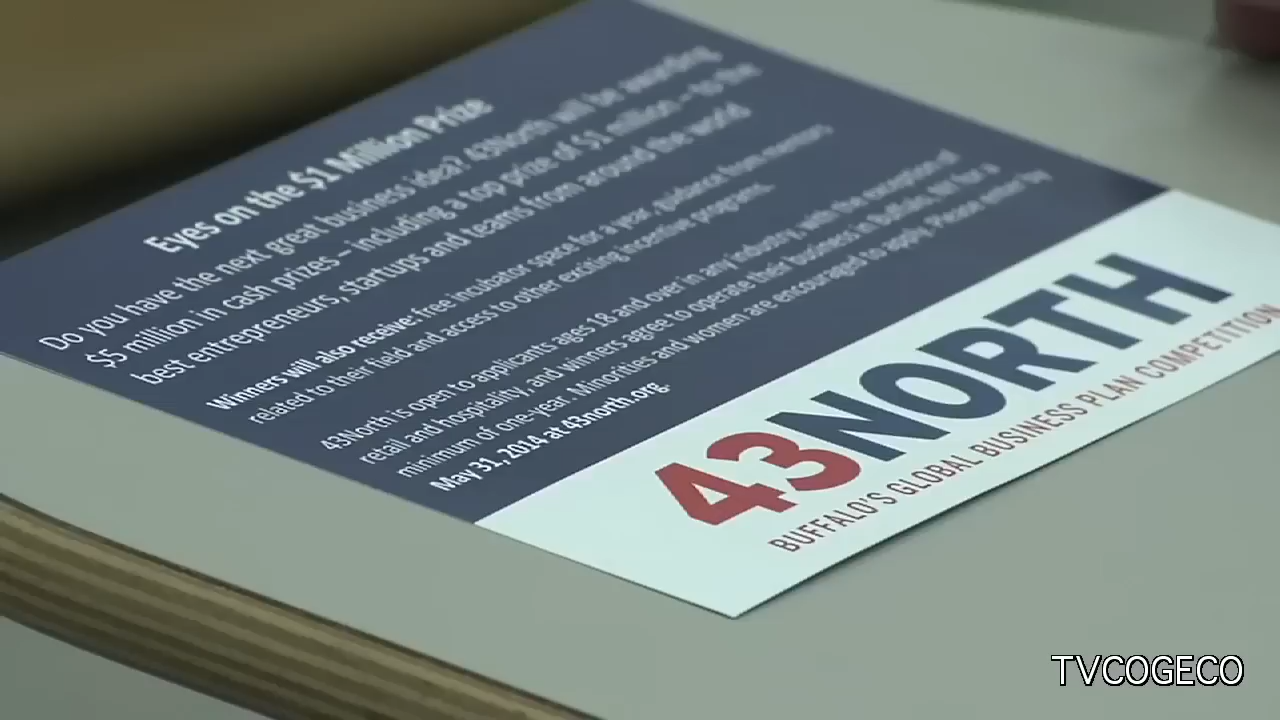 Eyes on the $1 Million Prize
Do you have the next great business idea? 43North will be awarding
$5 million in cash prizes – including a top prize of $1 million – to the
best entrepreneurs, startups and teams from around the world
Winners will also receive: free incubator space for a year, guidance from mentors
related to their field and access to other exciting incentive programs.
43North is open to applicants ages 18 and over in any industry, with the exception of
retail and hospitality, and winners agree to operate their business in Buffalo, NY for a
minimum of one-year. Minorities and women are encouraged to apply. Please enter by
May 31, 2014 at 43north.org.
43NORTH
BUFFALO'S GLOBAL BUSINESS PLAN COMPETITION
TVCOGECO